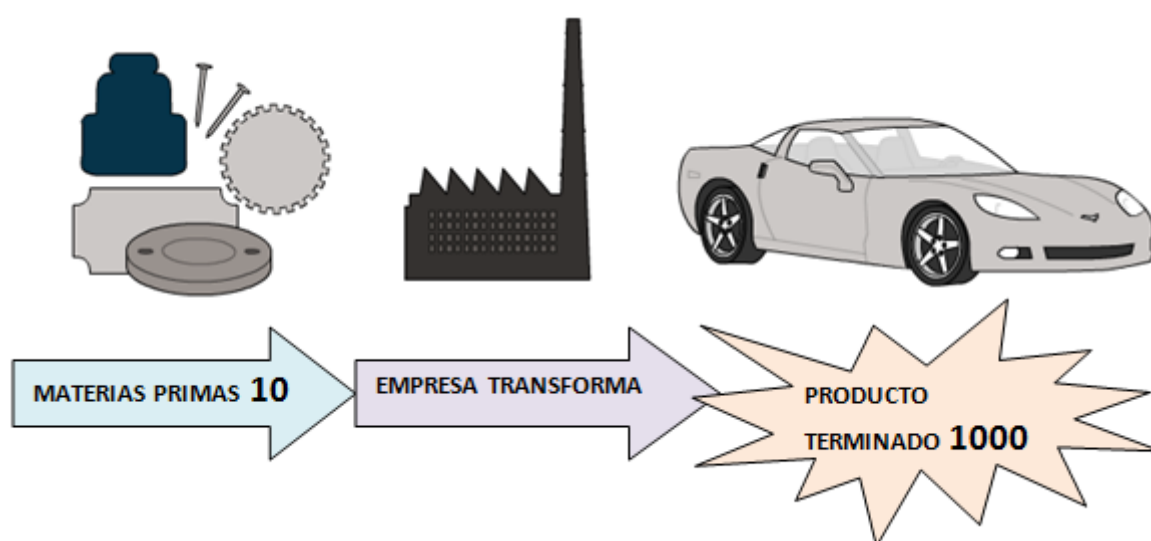 MATERIAS PRIMAS 10
EMPRESA TRANSFORMA
PRODUCTO
TERMINADO 1000